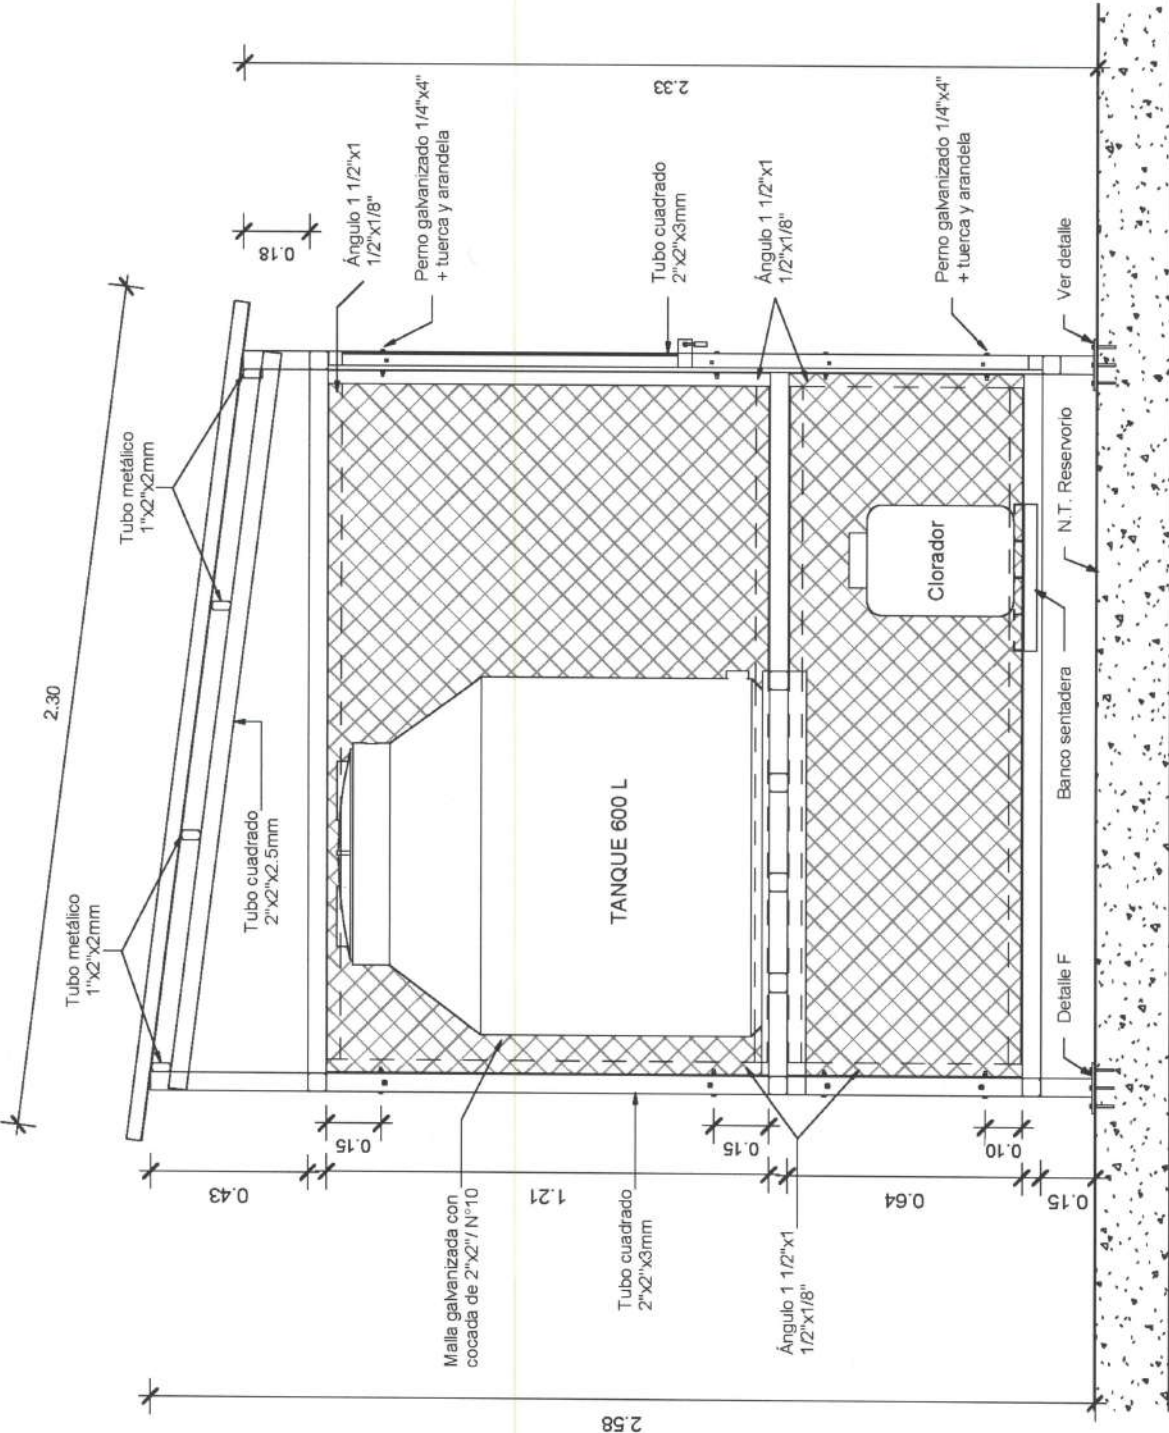 2.30
Tubo metálico
1"x2"x2mm
Tubo metálico
1"x2"x2mm
Tubo cuadrado
2"x2"x2.5mm
0.18
Ángulo 1 1/2"x1
1/2"x1/8"
Perno galvanizado 1/4"x4"
+ tuerca y arandela
2.33
Tubo cuadrado
2"x2"x3mm
Ángulo 1 1/2"x1
1/2"x1/8"
Perno galvanizado 1/4"x4"
+ tuerca y arandela
Ver detalle
TANQUE 600 L
Clorador
0.43
0.15
1.21
0.15
0.64
0.10
0.15
2.58
Malla galvanizada con
cocada de 2"x2"/ N°10
Tubo cuadrado
2"x2"x3mm
Ángulo 1 1/2"x1
1/2"x1/8"
Detalle F
Banco sentadera
N.T. Reservorio